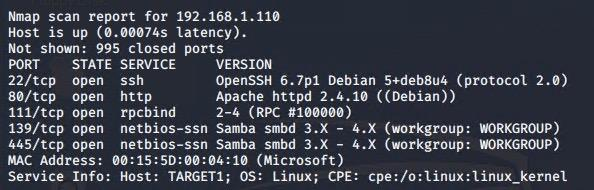 Nmap scan report for 192.168.1.110
Host is up (0.00074s latency).
Not shown: 995 closed ports
PORT    STATE SERVICE     VERSION
22/tcp  open  ssh         OpenSSH 6.7p1 Debian 5+deb8u4 (protocol 2.0)
80/tcp  open  http        Apache httpd 2.4.10 ((Debian))
111/tcp open  rpcbind     2-4 (RPC #100000)
139/tcp open  netbios-ssn Samba smbd 3.X - 4.X (workgroup: WORKGROUP)
445/tcp open  netbios-ssn Samba smbd 3.X - 4.X (workgroup: WORKGROUP)
MAC Address: 00:15:5D:00:04:10 (Microsoft)
Service Info: Host: TARGET1; OS: Linux; CPE: cpe:/o:linux:linux_kernel